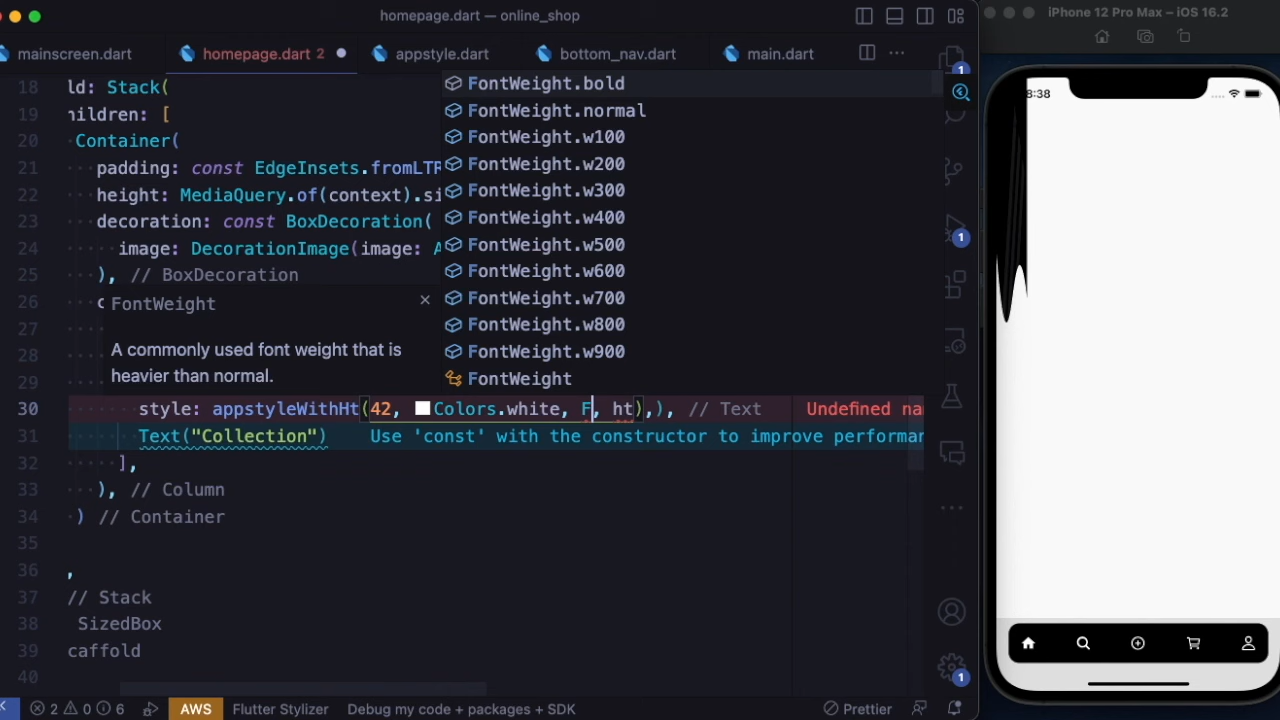 homepage.dart — online_shop
iPhone 12 Pro Max – iOS 16.2
mainscreen.dart
homepage.dart 2
appstyle.dart
bottom_nav.dart
main.dart
18 ld: Stack(
19 hildren: [
20 Container(
21 padding: const EdgeInsets.fromLTR
22 height: MediaQuery.of(context).si
23 decoration: const BoxDecoration(
24 image: DecorationImage(image: A
25 ), // BoxDecoration
26 c
27
28
29
FontWeight
A commonly used font weight that is
heavier than normal.
FontWeight.bold
FontWeight.normal
FontWeight.w100
FontWeight.w200
FontWeight.w300
FontWeight.w400
FontWeight.w500
FontWeight.w600
FontWeight.w700
FontWeight.w800
FontWeight.w900
FontWeight
30 style: appstyleWithHt(42, Colors.white, F, ht),), // Text Undefined na
31 Text("Collection") Use 'const' with the constructor to improve performan
32 ],
33 ), // Column
34 ) // Container
35
36 ,
37 // Stack
38 SizedBox
39 caffold
40
1
1
1
8:38
2 0 6 AWS Flutter Stylizer Debug my code + packages + SDK Prettier